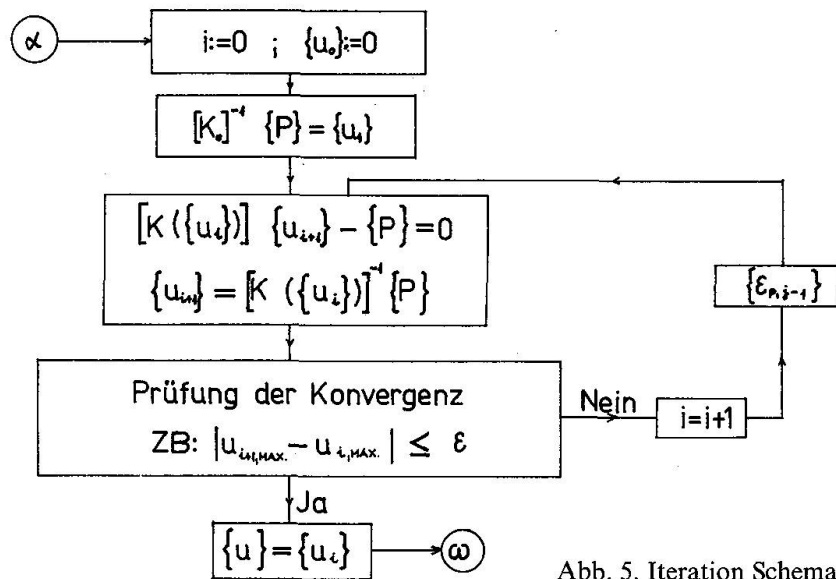 α
i:=0 ; {u₀}:=0
[K₀]⁻¹ {P} = {u₁}
[K ({uᵢ})] {uᵢ₊₁} – {P} = 0
{uᵢ₊₁} = [K ({uᵢ})]⁻¹ {P}
{εₚ,ⱼ₋₁}
Prüfung der Konvergenz
ZB: |uᵢ₊₁,MAX. – uᵢ,MAX.| ≤ ε
Nein
i=i+1
Ja
{u} = {uᵢ}
ω
Abb. 5. Iteration Schema